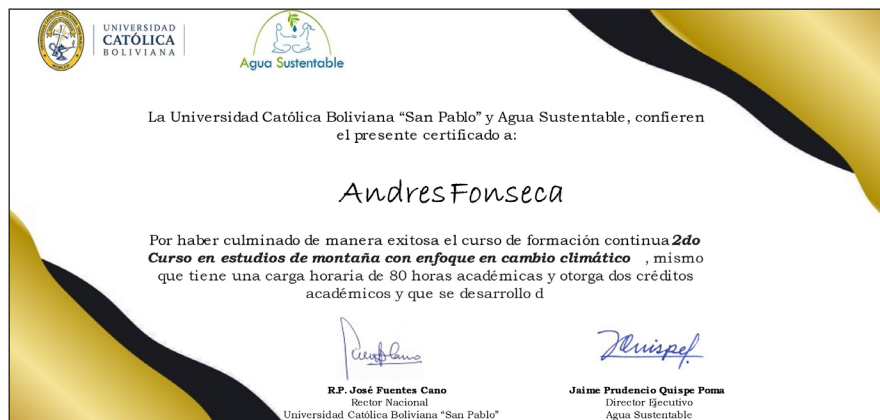 UNIVERSIDAD
CATÓLICA
BOLIVIANA
Agua Sustentable
La Universidad Católica Boliviana “San Pablo” y Agua Sustentable, confieren
el presente certificado a:
Andres Fonseca
Por haber culminado de manera exitosa el curso de formación continua 2do
Curso en estudios de montaña con enfoque en cambio climático , mismo
que tiene una carga horaria de 80 horas académicas y otorga dos créditos
académicos y que se desarrollo d
R.P. José Fuentes Cano
Rector Nacional
Universidad Católica Boliviana “San Pablo”
Jaime Prudencio Quispe Poma
Director Ejecutivo
Agua Sustentable